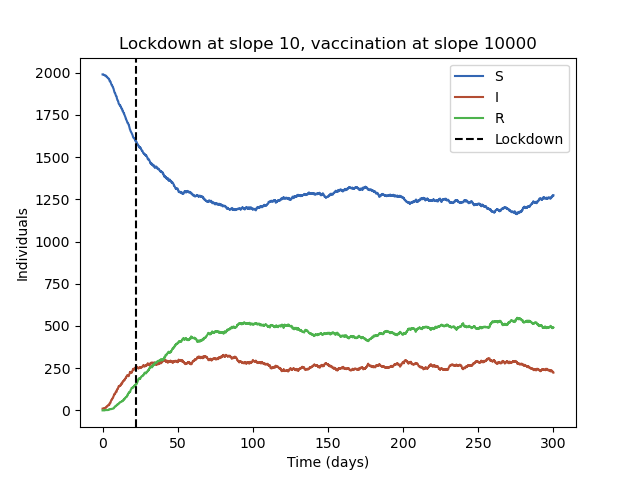 Lockdown at slope 10, vaccination at slope 10000
S
I
R
Lockdown
2000
1750
1500
1250
1000
750
500
250
0
Individuals
0 50 100 150 200 250 300
Time (days)